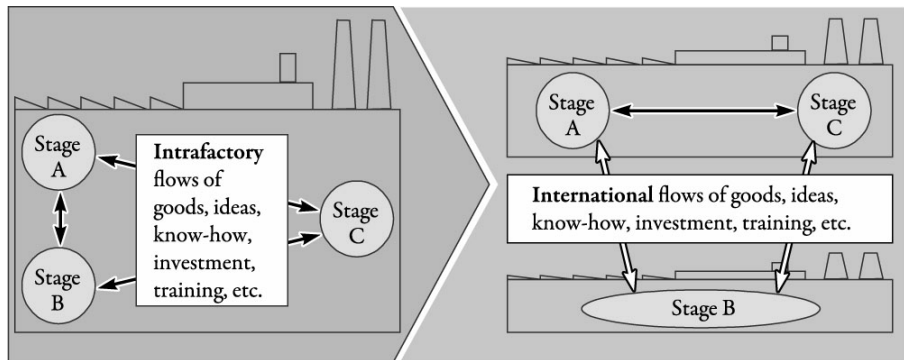 Stage
A
Intrafactory
flows of
goods, ideas,
know-how,
investment,
training, etc.
Stage
B
Stage
C
Stage
A
Stage
C
International flows of goods, ideas,
know-how, investment, training, etc.
Stage B